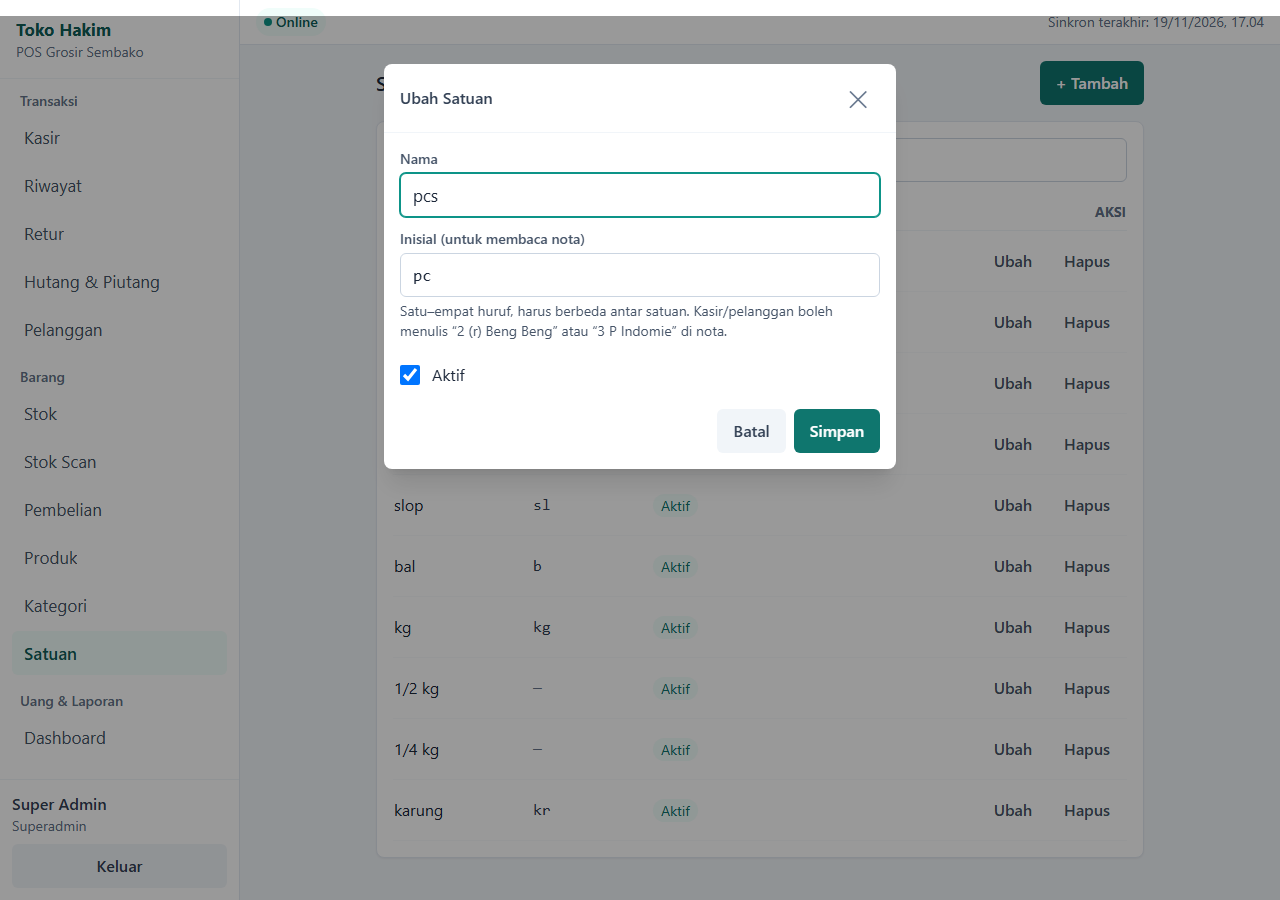 Toko Hakim
POS Grosir Sembako
Transaksi
Kasir
Riwayat
Retur
Hutang & Piutang
Pelanggan
Barang
Stok
Stok Scan
Pembelian
Produk
Kategori
Satuan
Uang & Laporan
Dashboard
Super Admin
Superadmin
Keluar
Online
Sinkron terakhir: 19/11/2026, 17.04
+ Tambah
Ubah Satuan
Nama
pcs
Inisial (untuk membaca nota)
pc
Satu–empat huruf, harus berbeda antar satuan. Kasir/pelanggan boleh
menulis “2 (r) Beng Beng” atau “3 P Indomie” di nota.
Aktif
Batal Simpan
AKSI
Ubah Hapus
Ubah Hapus
Ubah Hapus
Ubah Hapus
slop sl Aktif Ubah Hapus
bal b Aktif Ubah Hapus
kg kg Aktif Ubah Hapus
1/2 kg – Aktif Ubah Hapus
1/4 kg – Aktif Ubah Hapus
karung kr Aktif Ubah Hapus